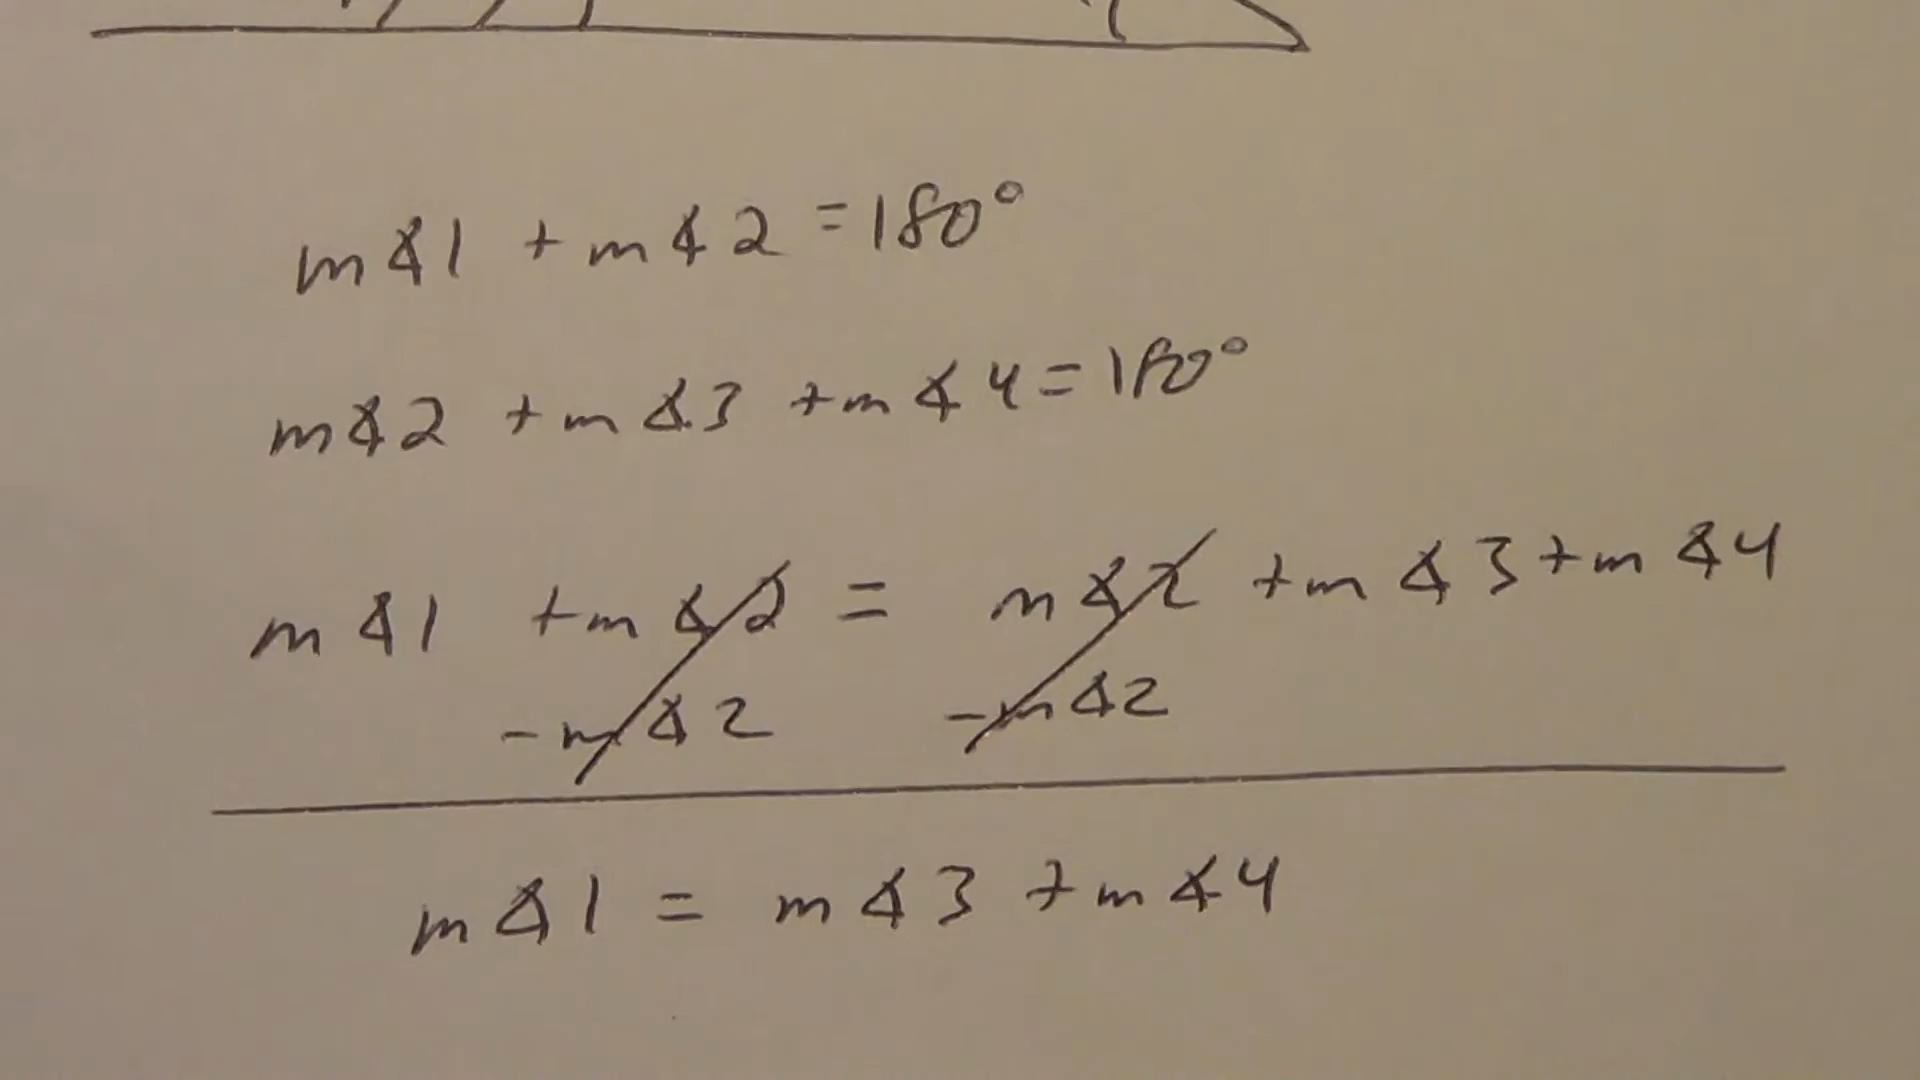 m∡1 + m∡2 = 180°
m∡2 + m∡3 + m∡4 = 180°
m∡1 + m∡2 = m∡2 + m∡3 + m∡4
-m∡2 -m∡2
m∡1 = m∡3 + m∡4